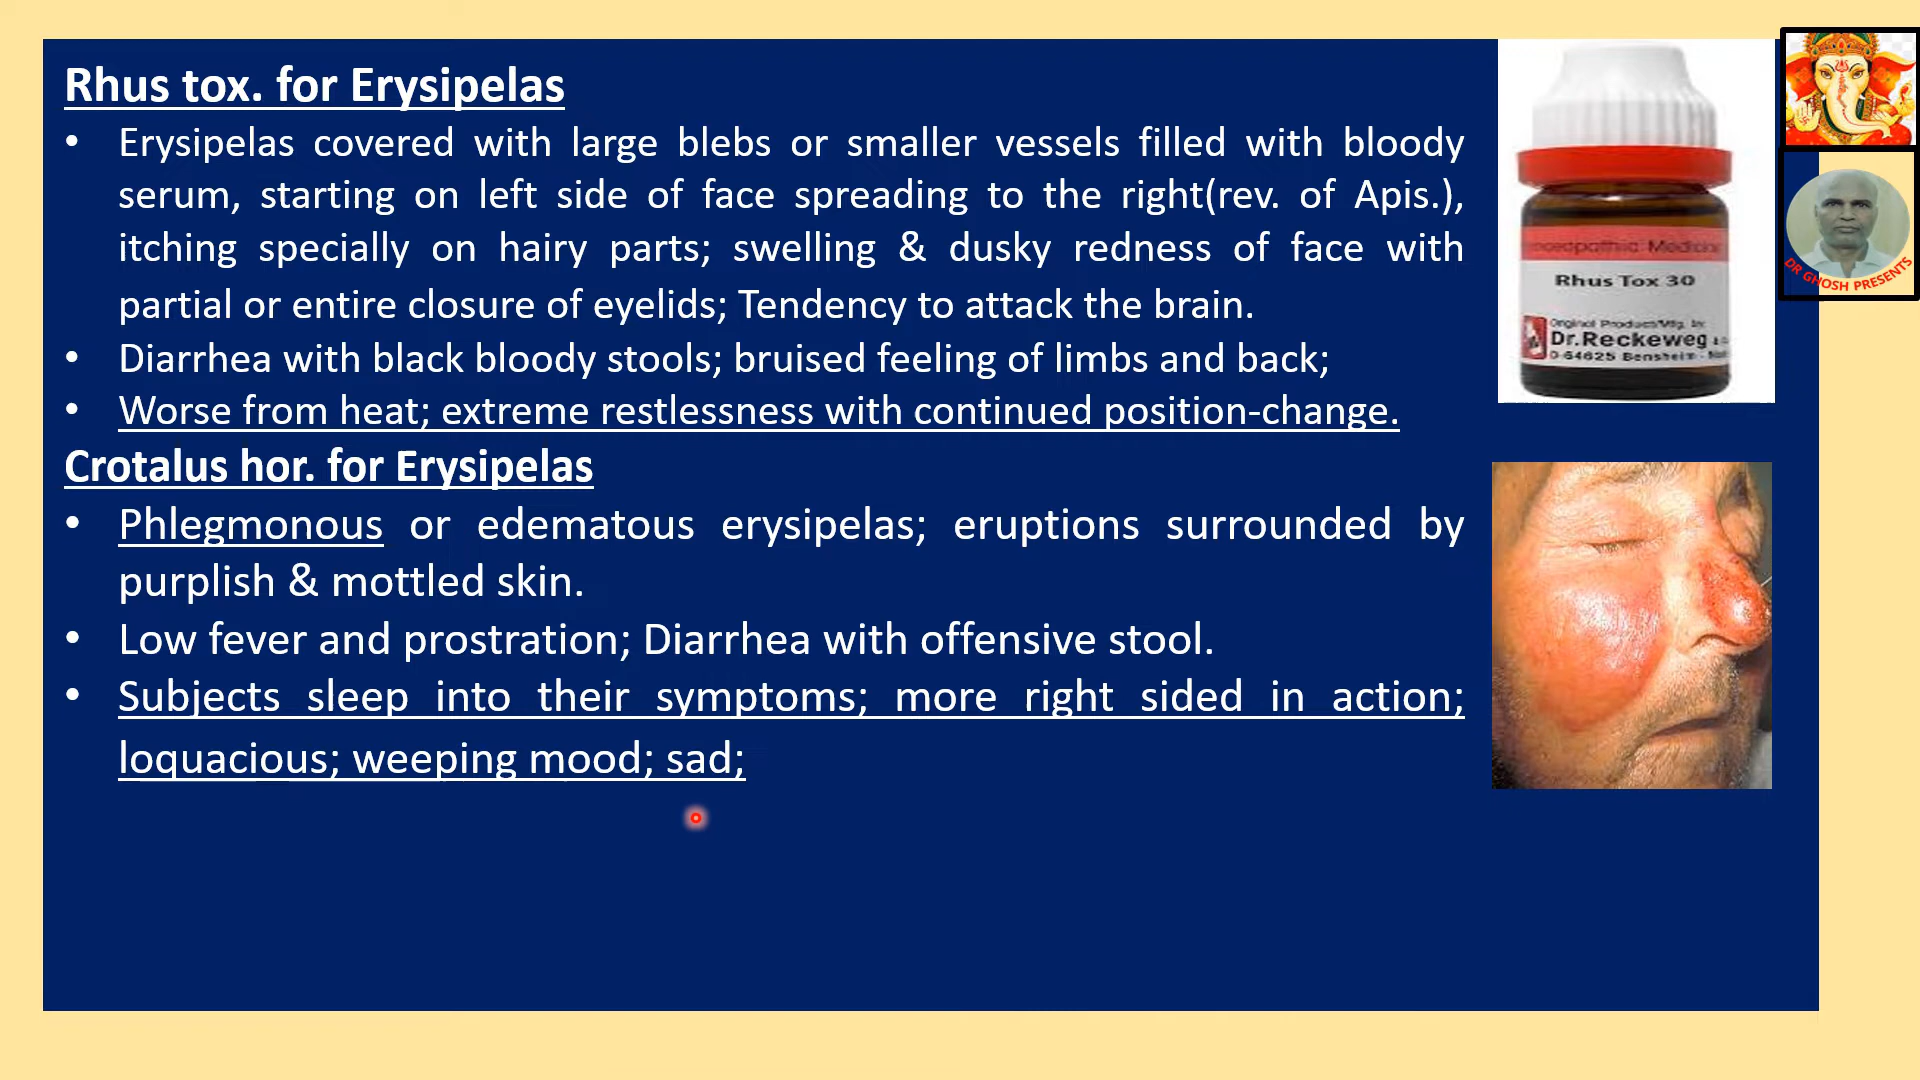 Rhus tox. for Erysipelas
• Erysipelas covered with large blebs or smaller vessels filled with bloody
serum, starting on left side of face spreading to the right(rev. of Apis.),
itching specially on hairy parts; swelling & dusky redness of face with
partial or entire closure of eyelids; Tendency to attack the brain.
• Diarrhea with black bloody stools; bruised feeling of limbs and back;
• Worse from heat; extreme restlessness with continued position-change.
Crotalus hor. for Erysipelas
• Phlegmonous or edematous erysipelas; eruptions surrounded by
purplish & mottled skin.
• Low fever and prostration; Diarrhea with offensive stool.
• Subjects sleep into their symptoms; more right sided in action;
loquacious; weeping mood; sad;
Rhus Tox 30
Original Product/Mfg. by:
Dr.Reckeweg
D-64625 Bensheim
DR GHOSH PRESENTS